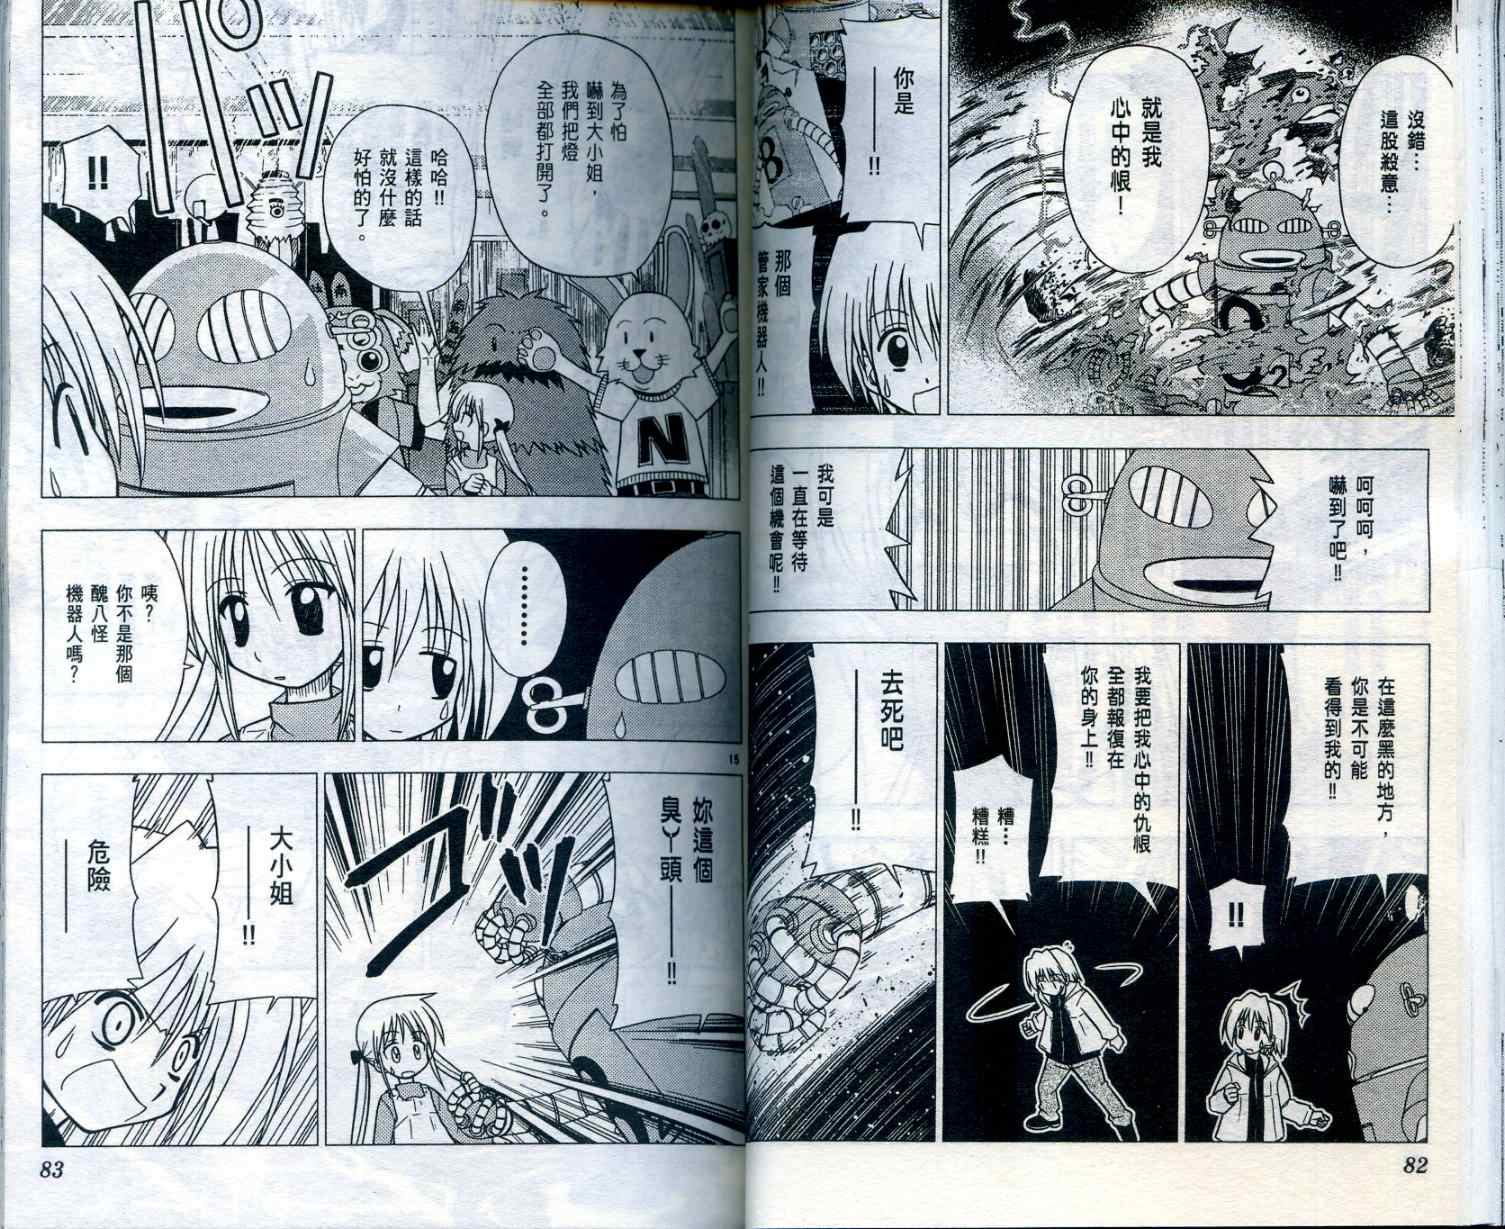 沒錯…
這股殺意…
就是我
心中的恨！
你是
——!!
那個
管家機器人!!
8
2
呵呵呵，
嚇到了吧!!
我可是
一直在等待
這個機會呢!!
在這麼黑的地方，
你是不可能
看得到我的!!
!!
我要把我心中的仇恨
全都報復在
你的身上!!
糟…
糟糕!!
去死吧
——!!
82
為了怕
嚇到大小姐，
我們把燈
全部都打開了。
哈哈!!
這樣的話
就沒什麼
好怕的了。
!!
N
………
咦？
你不是那個
醜八怪
機器人嗎？
15
妳這個
臭丫頭——!!
大小姐
——!!
危險
——
83